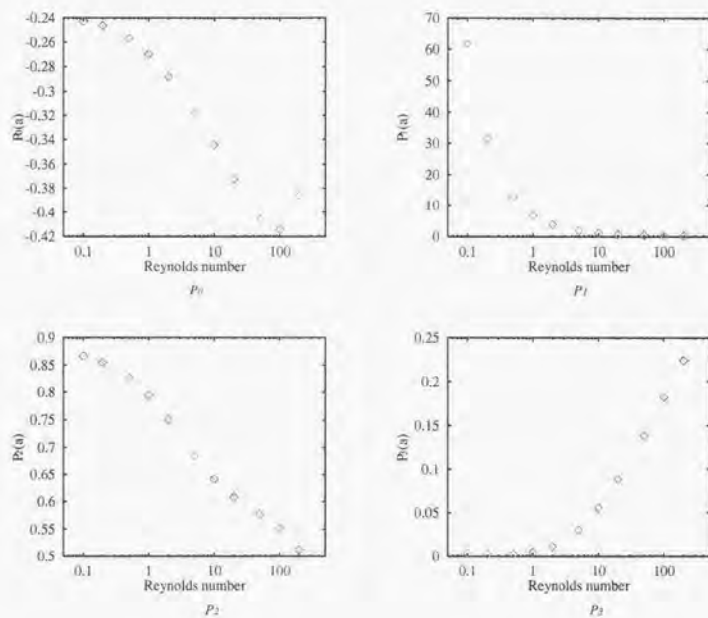 -0.24
-0.26
-0.28
-0.3
-0.32
-0.34
-0.36
-0.38
-0.4
-0.42
P0(a)
0.1 1 10 100
Reynolds number
P0
70
60
50
40
30
20
10
0
P1(a)
0.1 1 10 100
Reynolds number
P1
0.9
0.85
0.8
0.75
0.7
0.65
0.6
0.55
0.5
P2(a)
0.1 1 10 100
Reynolds number
P2
0.25
0.2
0.15
0.1
0.05
0
P3(a)
0.1 1 10 100
Reynolds number
P3